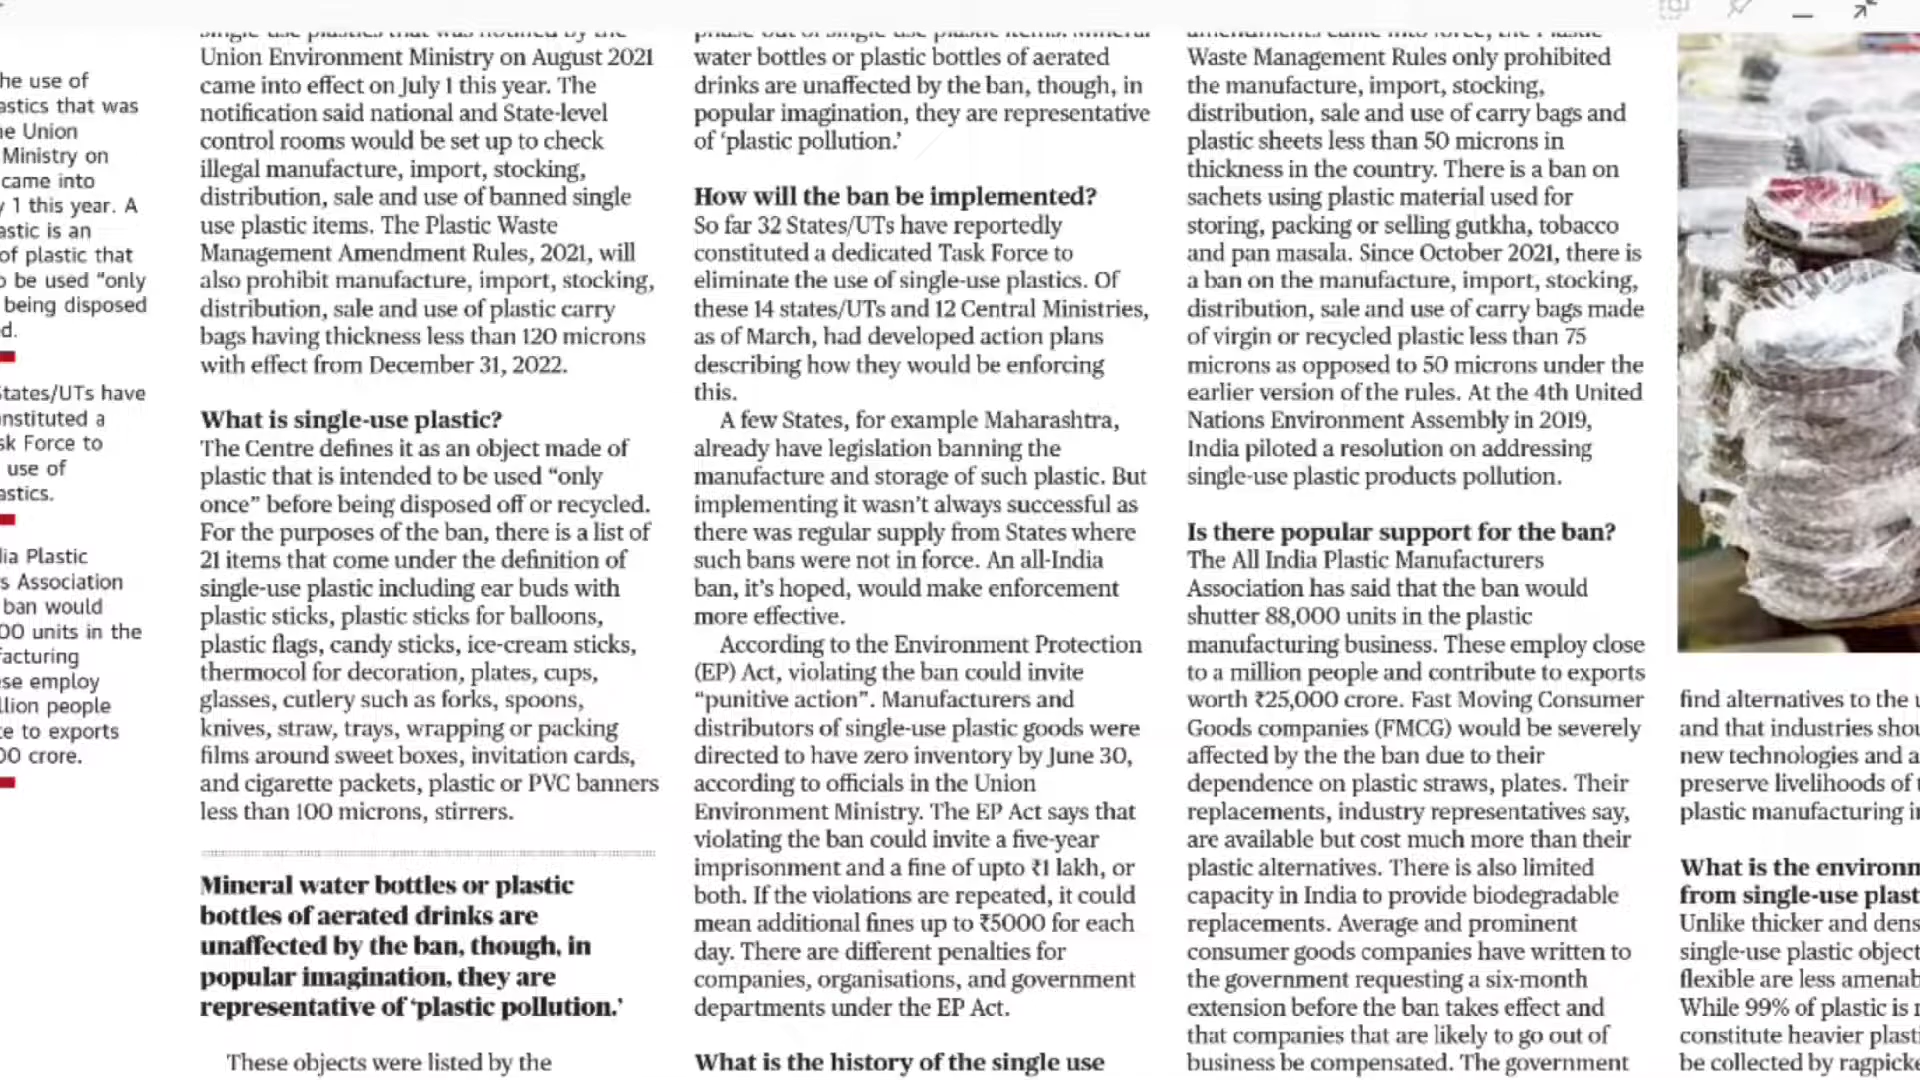 he use of
astics that was
e Union
Ministry on
came into
1 this year. A
astic is an
of plastic that
be used “only
being disposed
d.
States/UTs have
nstituted a
sk Force to
use of
astics.
ia Plastic
s Association
ban would
00 units in the
facturing
se employ
llion people
te to exports
00 crore.
single use plastics that was notified by the
Union Environment Ministry on August 2021
came into effect on July 1 this year. The
notification said national and State-level
control rooms would be set up to check
illegal manufacture, import, stocking,
distribution, sale and use of banned single
use plastic items. The Plastic Waste
Management Amendment Rules, 2021, will
also prohibit manufacture, import, stocking,
distribution, sale and use of plastic carry
bags having thickness less than 120 microns
with effect from December 31, 2022.
What is single-use plastic?
The Centre defines it as an object made of
plastic that is intended to be used “only
once” before being disposed off or recycled.
For the purposes of the ban, there is a list of
21 items that come under the definition of
single-use plastic including ear buds with
plastic sticks, plastic sticks for balloons,
plastic flags, candy sticks, ice-cream sticks,
thermocol for decoration, plates, cups,
glasses, cutlery such as forks, spoons,
knives, straw, trays, wrapping or packing
films around sweet boxes, invitation cards,
and cigarette packets, plastic or PVC banners
less than 100 microns, stirrers.
Mineral water bottles or plastic
bottles of aerated drinks are
unaffected by the ban, though, in
popular imagination, they are
representative of ‘plastic pollution.’
These objects were listed by the
phase out of single use plastic items. Mineral
water bottles or plastic bottles of aerated
drinks are unaffected by the ban, though, in
popular imagination, they are representative
of ‘plastic pollution.’
How will the ban be implemented?
So far 32 States/UTs have reportedly
constituted a dedicated Task Force to
eliminate the use of single-use plastics. Of
these 14 states/UTs and 12 Central Ministries,
as of March, had developed action plans
describing how they would be enforcing
this.
A few States, for example Maharashtra,
already have legislation banning the
manufacture and storage of such plastic. But
implementing it wasn’t always successful as
there was regular supply from States where
such bans were not in force. An all-India
ban, it’s hoped, would make enforcement
more effective.
According to the Environment Protection
(EP) Act, violating the ban could invite
“punitive action”. Manufacturers and
distributors of single-use plastic goods were
directed to have zero inventory by June 30,
according to officials in the Union
Environment Ministry. The EP Act says that
violating the ban could invite a five-year
imprisonment and a fine of upto ₹1 lakh, or
both. If the violations are repeated, it could
mean additional fines up to ₹5000 for each
day. There are different penalties for
companies, organisations, and government
departments under the EP Act.
What is the history of the single use
amendments came into force, the Plastic
Waste Management Rules only prohibited
the manufacture, import, stocking,
distribution, sale and use of carry bags and
plastic sheets less than 50 microns in
thickness in the country. There is a ban on
sachets using plastic material used for
storing, packing or selling gutkha, tobacco
and pan masala. Since October 2021, there is
a ban on the manufacture, import, stocking,
distribution, sale and use of carry bags made
of virgin or recycled plastic less than 75
microns as opposed to 50 microns under the
earlier version of the rules. At the 4th United
Nations Environment Assembly in 2019,
India piloted a resolution on addressing
single-use plastic products pollution.
Is there popular support for the ban?
The All India Plastic Manufacturers
Association has said that the ban would
shutter 88,000 units in the plastic
manufacturing business. These employ close
to a million people and contribute to exports
worth ₹25,000 crore. Fast Moving Consumer
Goods companies (FMCG) would be severely
affected by the the ban due to their
dependence on plastic straws, plates. Their
replacements, industry representatives say,
are available but cost much more than their
plastic alternatives. There is also limited
capacity in India to provide biodegradable
replacements. Average and prominent
consumer goods companies have written to
the government requesting a six-month
extension before the ban takes effect and
that companies that are likely to go out of
business be compensated. The government
find alternatives to the u
and that industries shou
new technologies and a
preserve livelihoods of t
plastic manufacturing in
What is the environm
from single-use plast
Unlike thicker and dens
single-use plastic object
flexible are less amenab
While 99% of plastic is r
constitute heavier plasti
be collected by ragpicke